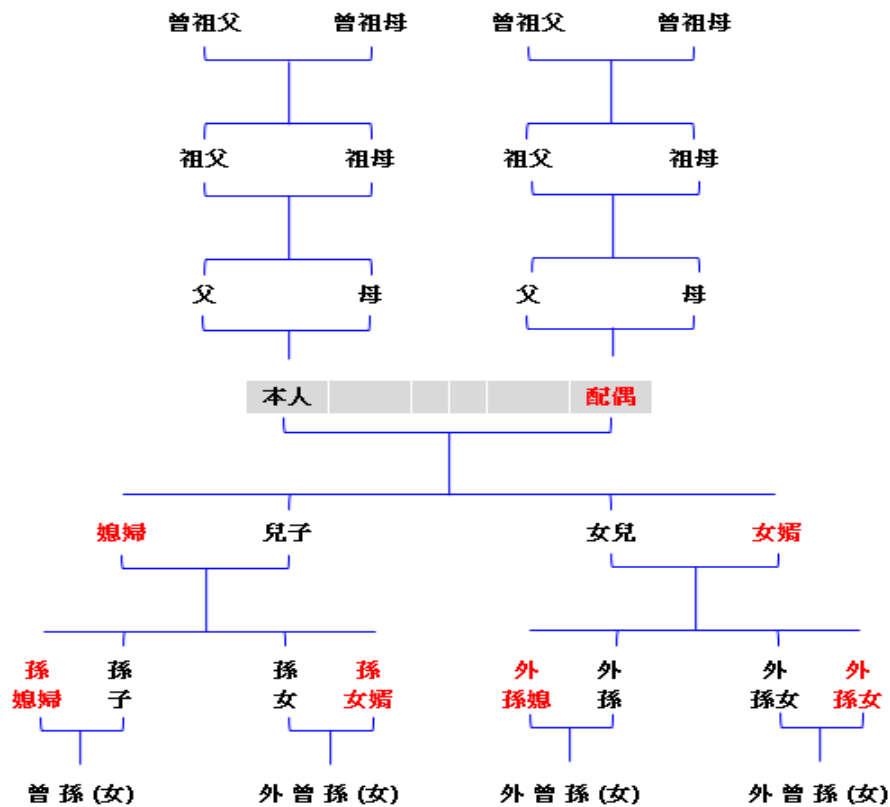 曾祖父 曾祖母 曾祖父 曾祖母
祖父 祖母 祖父 祖母
父 母 父 母
本人 配偶
媳婦 兒子 女兒 女婿
孫 孫 孫 孫 外 外 外 外
媳婦 子 女 女婿 孫媳 孫 孫女 孫女
曾孫(女) 外曾孫(女) 外曾孫(女) 外曾孫(女)